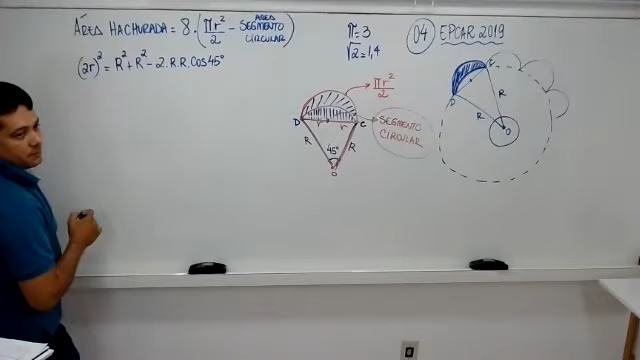 ÁREA HACHURADA = 8 · (πr²/2 − ÁREA SEGMENTO CIRCULAR)
(2r)² = R² + R² − 2.R.R.COS45°
π = 3
√2 = 1,4
04 EPCAR 2019
πr²/2
D r r C
R 45° R
O
SEGMENTO CIRCULAR
C
D
R
R
O